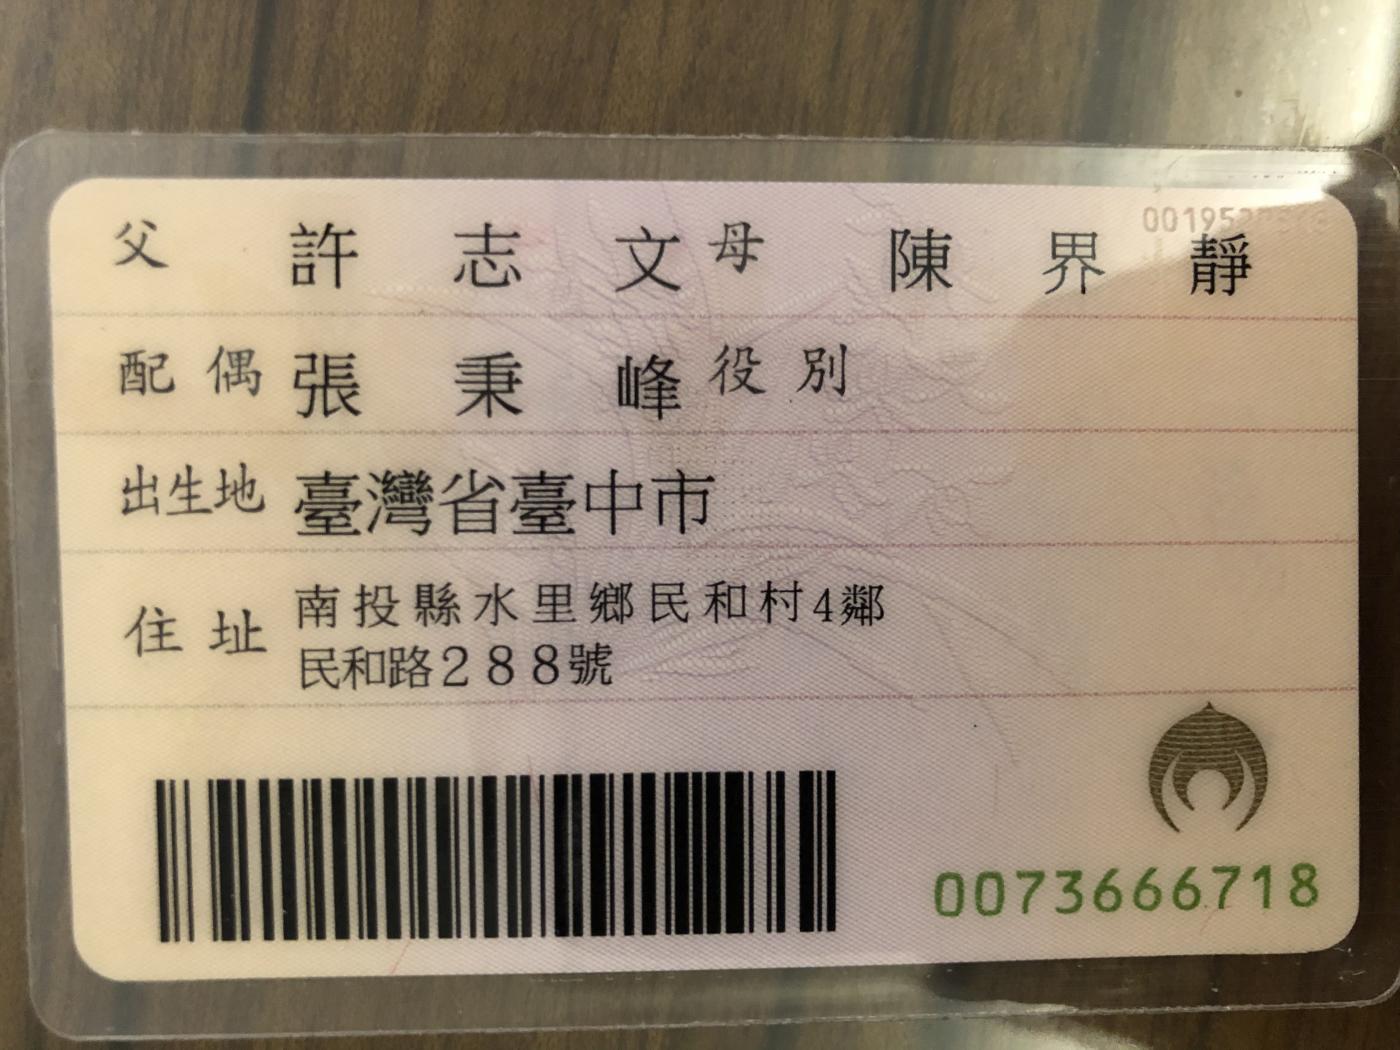 父 許志文 母 陳界靜
配偶 張秉峰 役別
出生地 臺灣省臺中市
住址 南投縣水里鄉民和村4鄰
民和路288號
0073666718